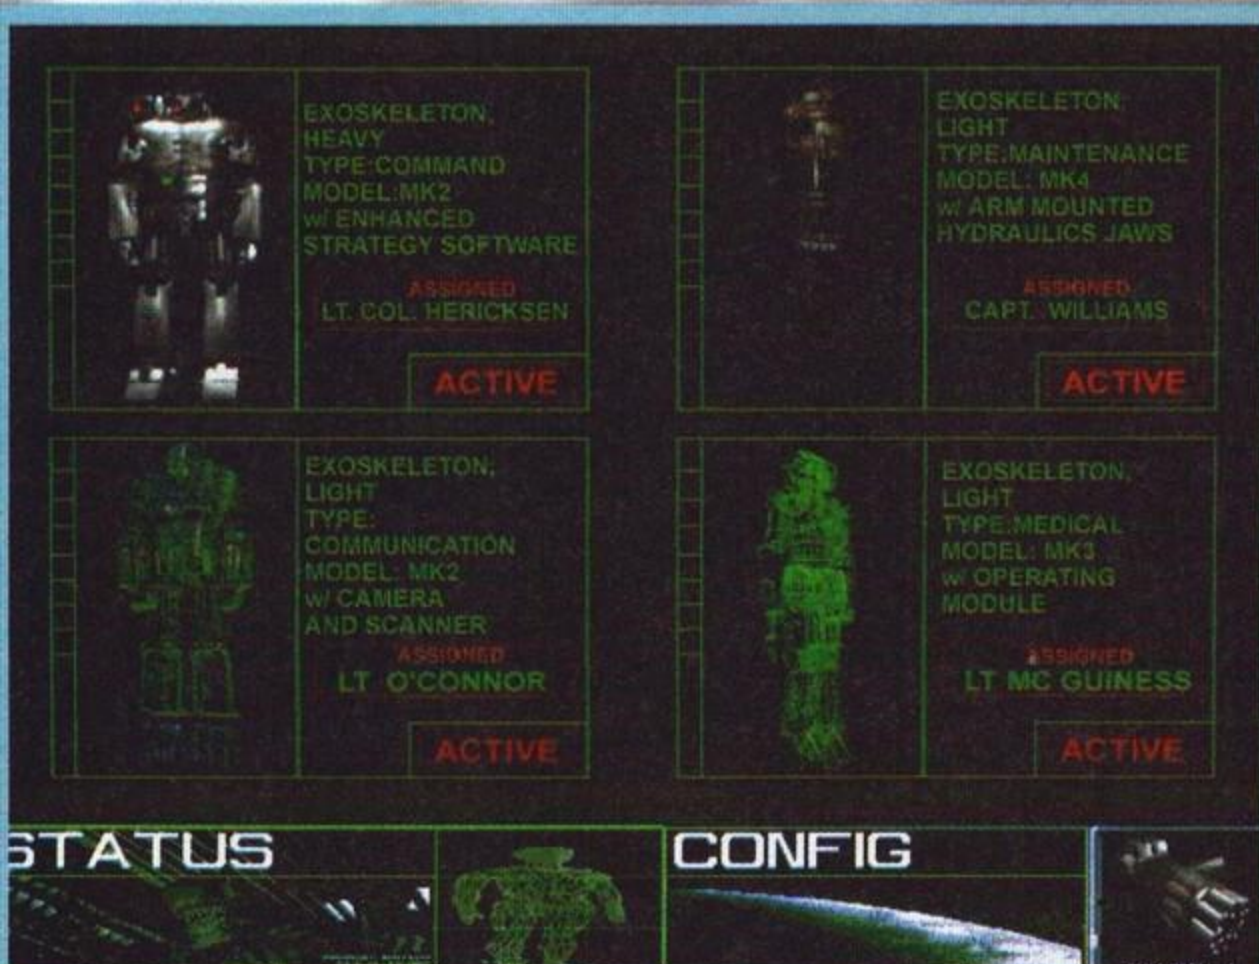 EXOSKELETON,
HEAVY
TYPE:COMMAND
MODEL:MK2
w/ ENHANCED
STRATEGY SOFTWARE
ASSIGNED
LT. COL. HERICKSEN
ACTIVE
EXOSKELETON,
LIGHT
TYPE:MAINTENANCE
MODEL: MK4
w/ ARM MOUNTED
HYDRAULICS JAWS
ASSIGNED
CAPT. WILLIAMS
ACTIVE
EXOSKELETON,
LIGHT
TYPE:
COMMUNICATION
MODEL: MK2
w/ CAMERA
AND SCANNER
ASSIGNED
LT O'CONNOR
ACTIVE
EXOSKELETON,
LIGHT
TYPE:MEDICAL
MODEL: MK3
w/ OPERATING
MODULE
ASSIGNED
LT MC GUINESS
ACTIVE
STATUS
CONFIG